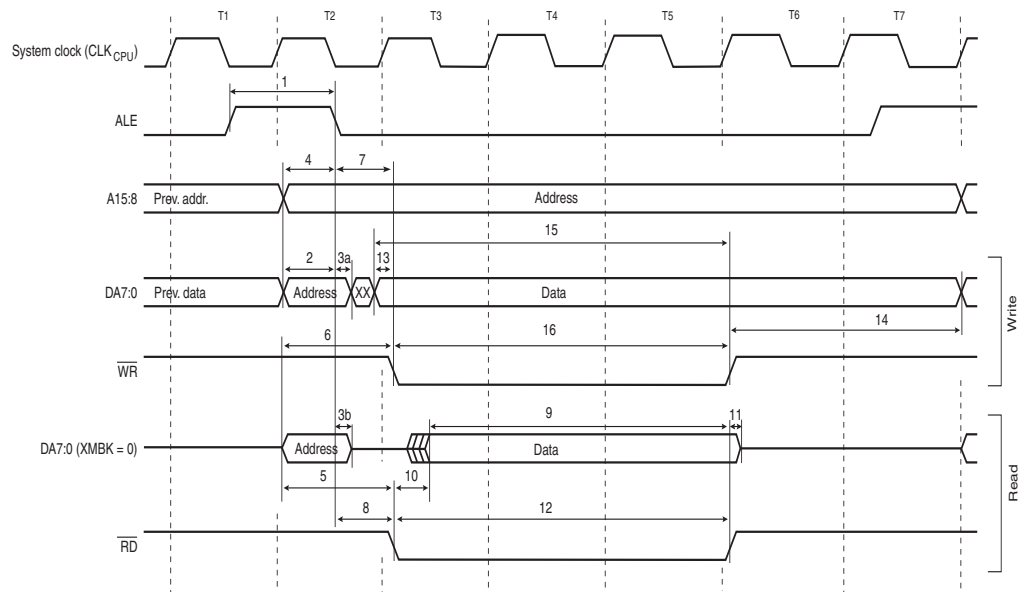 T1 T2 T3 T4 T5 T6 T7
System clock (CLK CPU)
1
ALE
4 7
A15:8 Prev. addr. Address
15
2 3a 13
DA7:0 Prev. data Address XX Data
14
6 16
WR
Write
3b 9 11
DA7:0 (XMBK = 0) Address Data
5 10
8 12
RD
Read